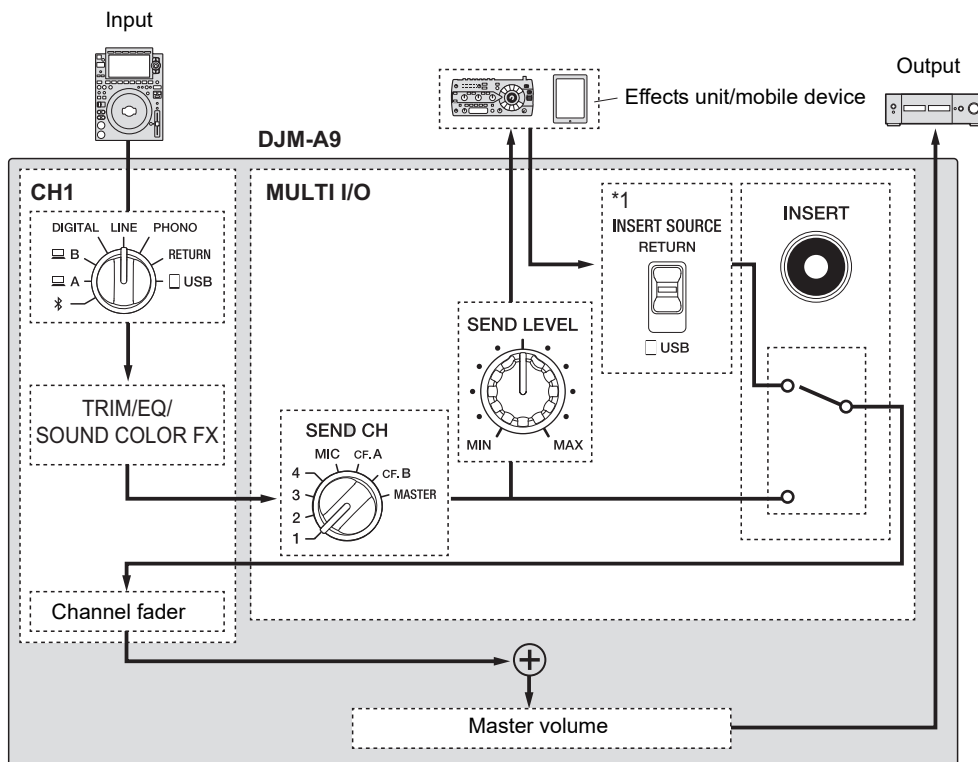 Input
Output
Effects unit/mobile device
DJM-A9
CH1
DIGITAL LINE PHONO
B RETURN
A USB
TRIM/EQ/
SOUND COLOR FX
Channel fader
MULTI I/O
SEND CH
MIC CF. A
4 CF. B
3 MASTER
2
1
SEND LEVEL
MIN MAX
*1
INSERT SOURCE
RETURN
USB
INSERT
Master volume